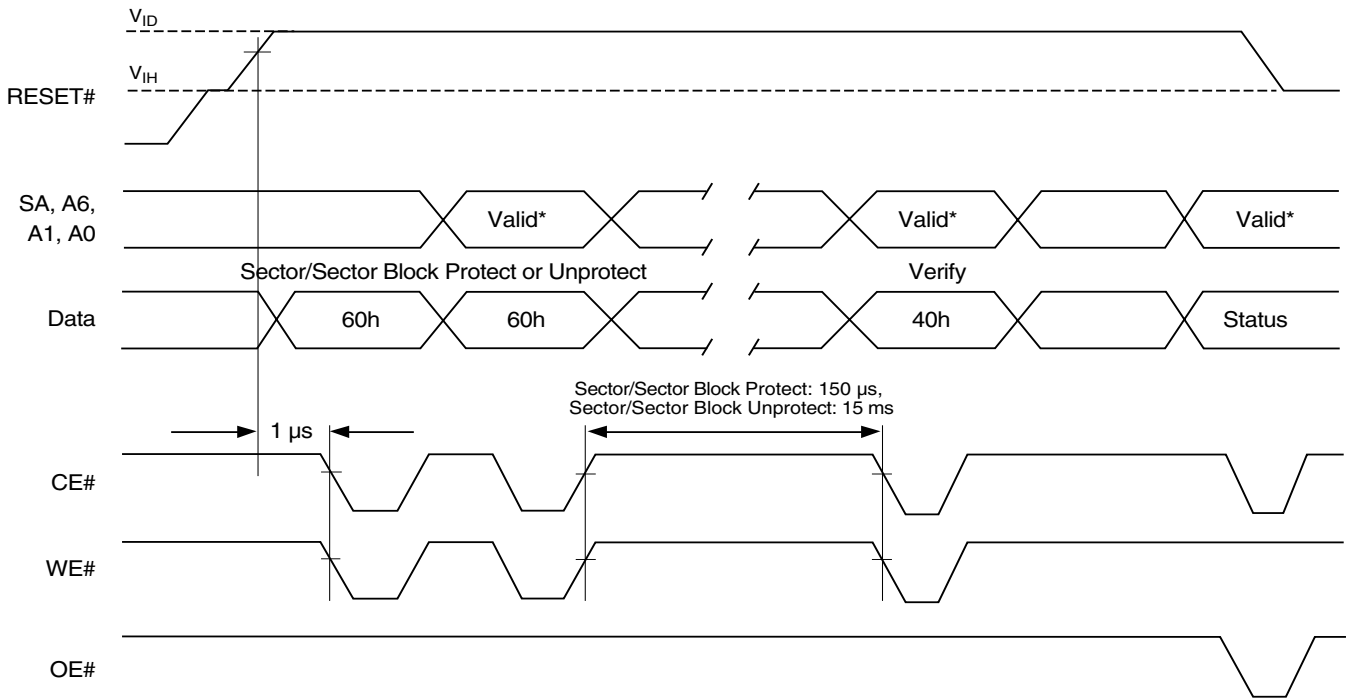 VID
VIH
RESET#
SA, A6,
A1, A0
Valid*
Valid*
Valid*
Sector/Sector Block Protect or Unprotect
Verify
Data
60h
60h
40h
Status
Sector/Sector Block Protect: 150 µs,
Sector/Sector Block Unprotect: 15 ms
1 µs
CE#
WE#
OE#